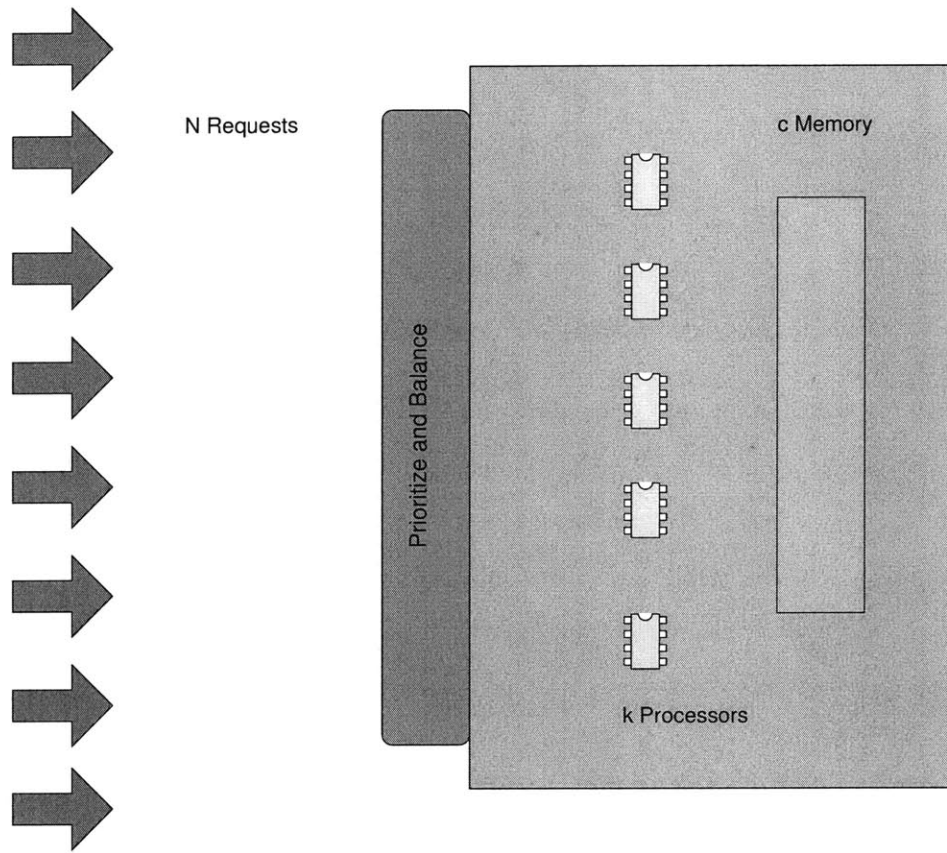 N Requests
c Memory
Prioritize and Balance
k Processors